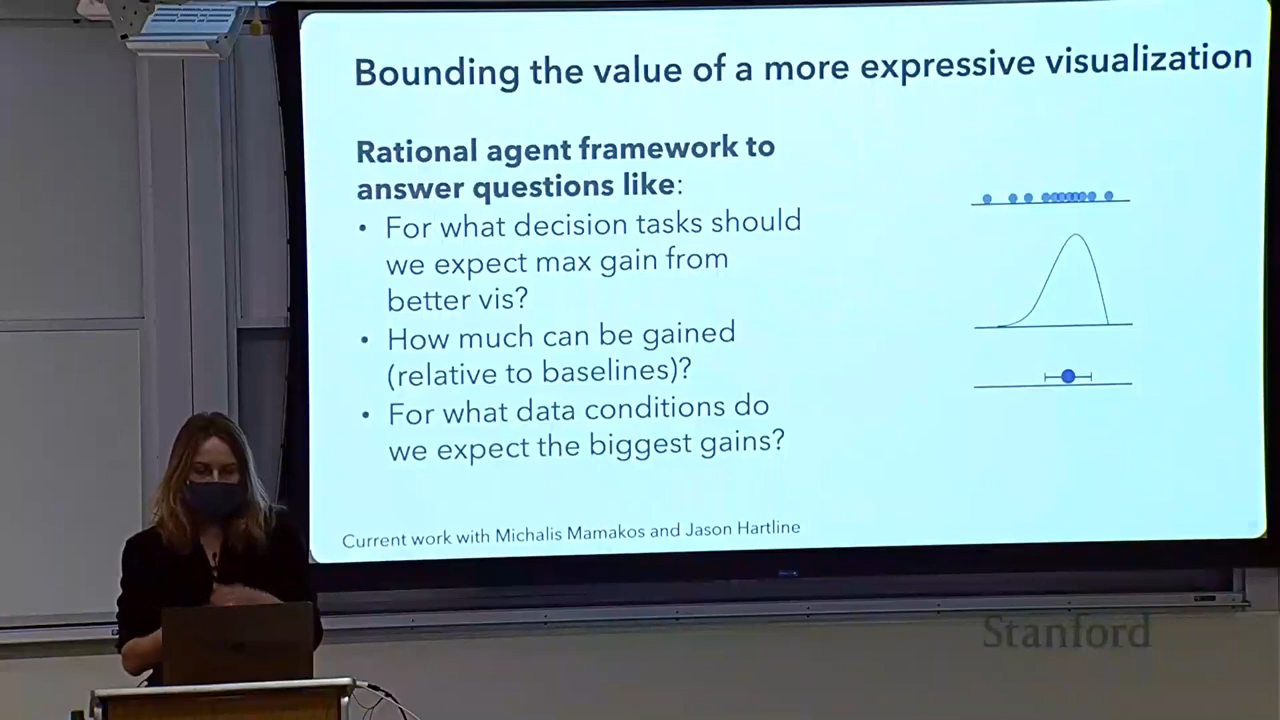 Bounding the value of a more expressive visualization
Rational agent framework to
answer questions like:
• For what decision tasks should
we expect max gain from
better vis?
• How much can be gained
(relative to baselines)?
• For what data conditions do
we expect the biggest gains?
Current work with Michalis Mamakos and Jason Hartline
Stanford